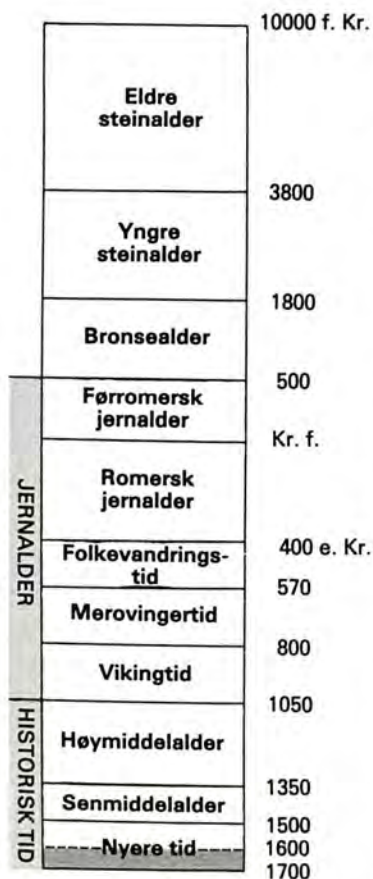 10000 f. Kr.
Eldre
steinalder
3800
Yngre
steinalder
1800
Bronsealder
500
Førromersk
jernalder
Kr. f.
Romersk
jernalder
400 e. Kr.
Folkevandrings-
tid
570
Merovingertid
800
Vikingtid
1050
Høymiddelalder
1350
Senmiddelalder
1500
Nyere tid
1600
1700
JERNALDER
HISTORISK TID